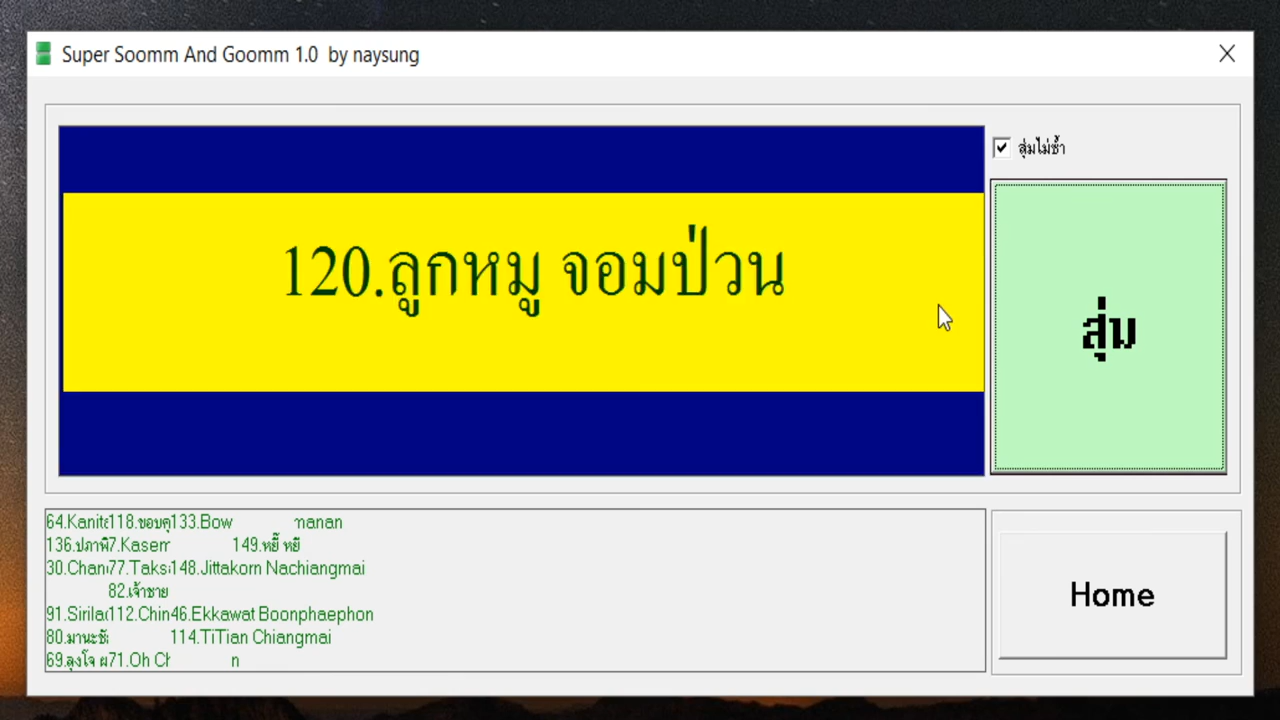 Super Soomm And Goomm 1.0 by naysung
สุ่มไม่ซ้ำ
120.ลูกหมู จอมป่วน
สุ่ม
64.Kanit 118.ขอบคุ 133.Bow manan
136.ปภาพิ 7.Kasem 149.หยี หยี
30.Chan 77.Taks 148.Jittakorn Nachiangmai
82.เจ้าชาย
91.Sirila 112.Chin 46.Ekkawat Boonphaephon
80.มานะชั 114.TiTian Chiangmai
69.ลุงโจ ผ 71.Oh Ch n
Home